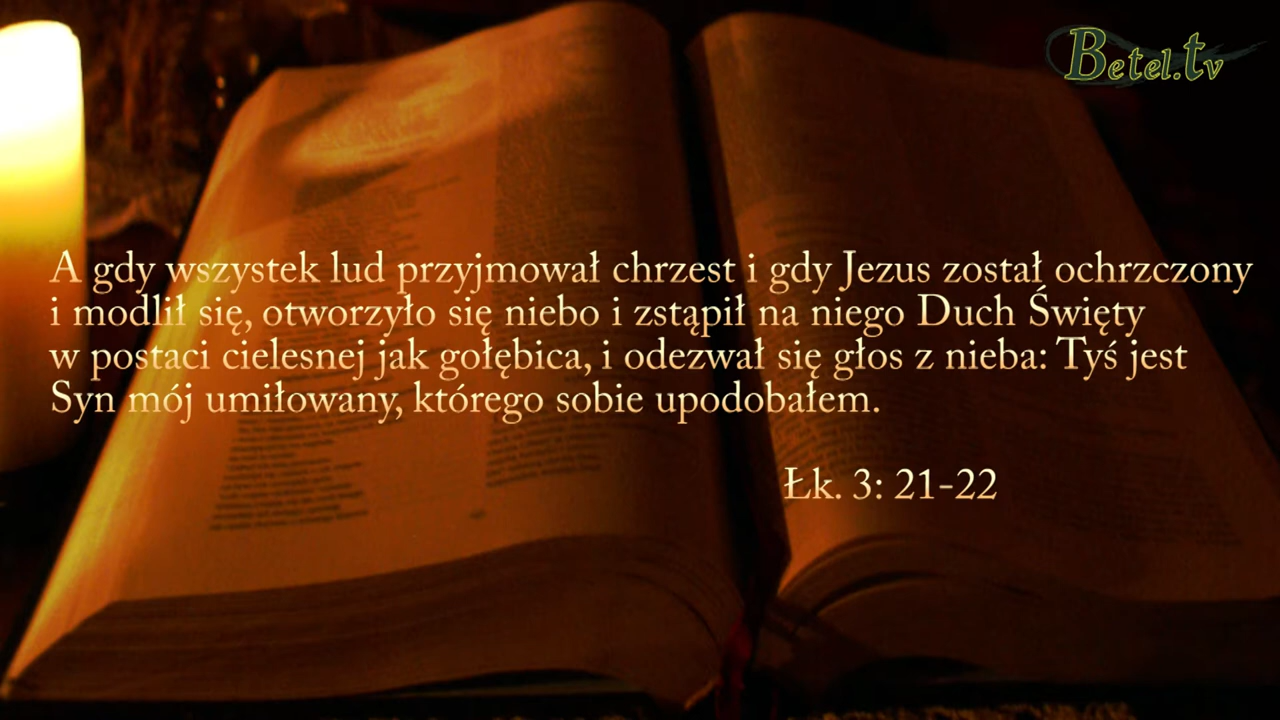 Betel.tv
A gdy wszystek lud przyjmował chrzest i gdy Jezus został ochrzczony
i modlił się, otworzyło się niebo i zstąpił na niego Duch Święty
w postaci cielesnej jak gołębica, i odezwał się głos z nieba: Tyś jest
Syn mój umiłowany, którego sobie upodobałem.
Łk. 3: 21-22